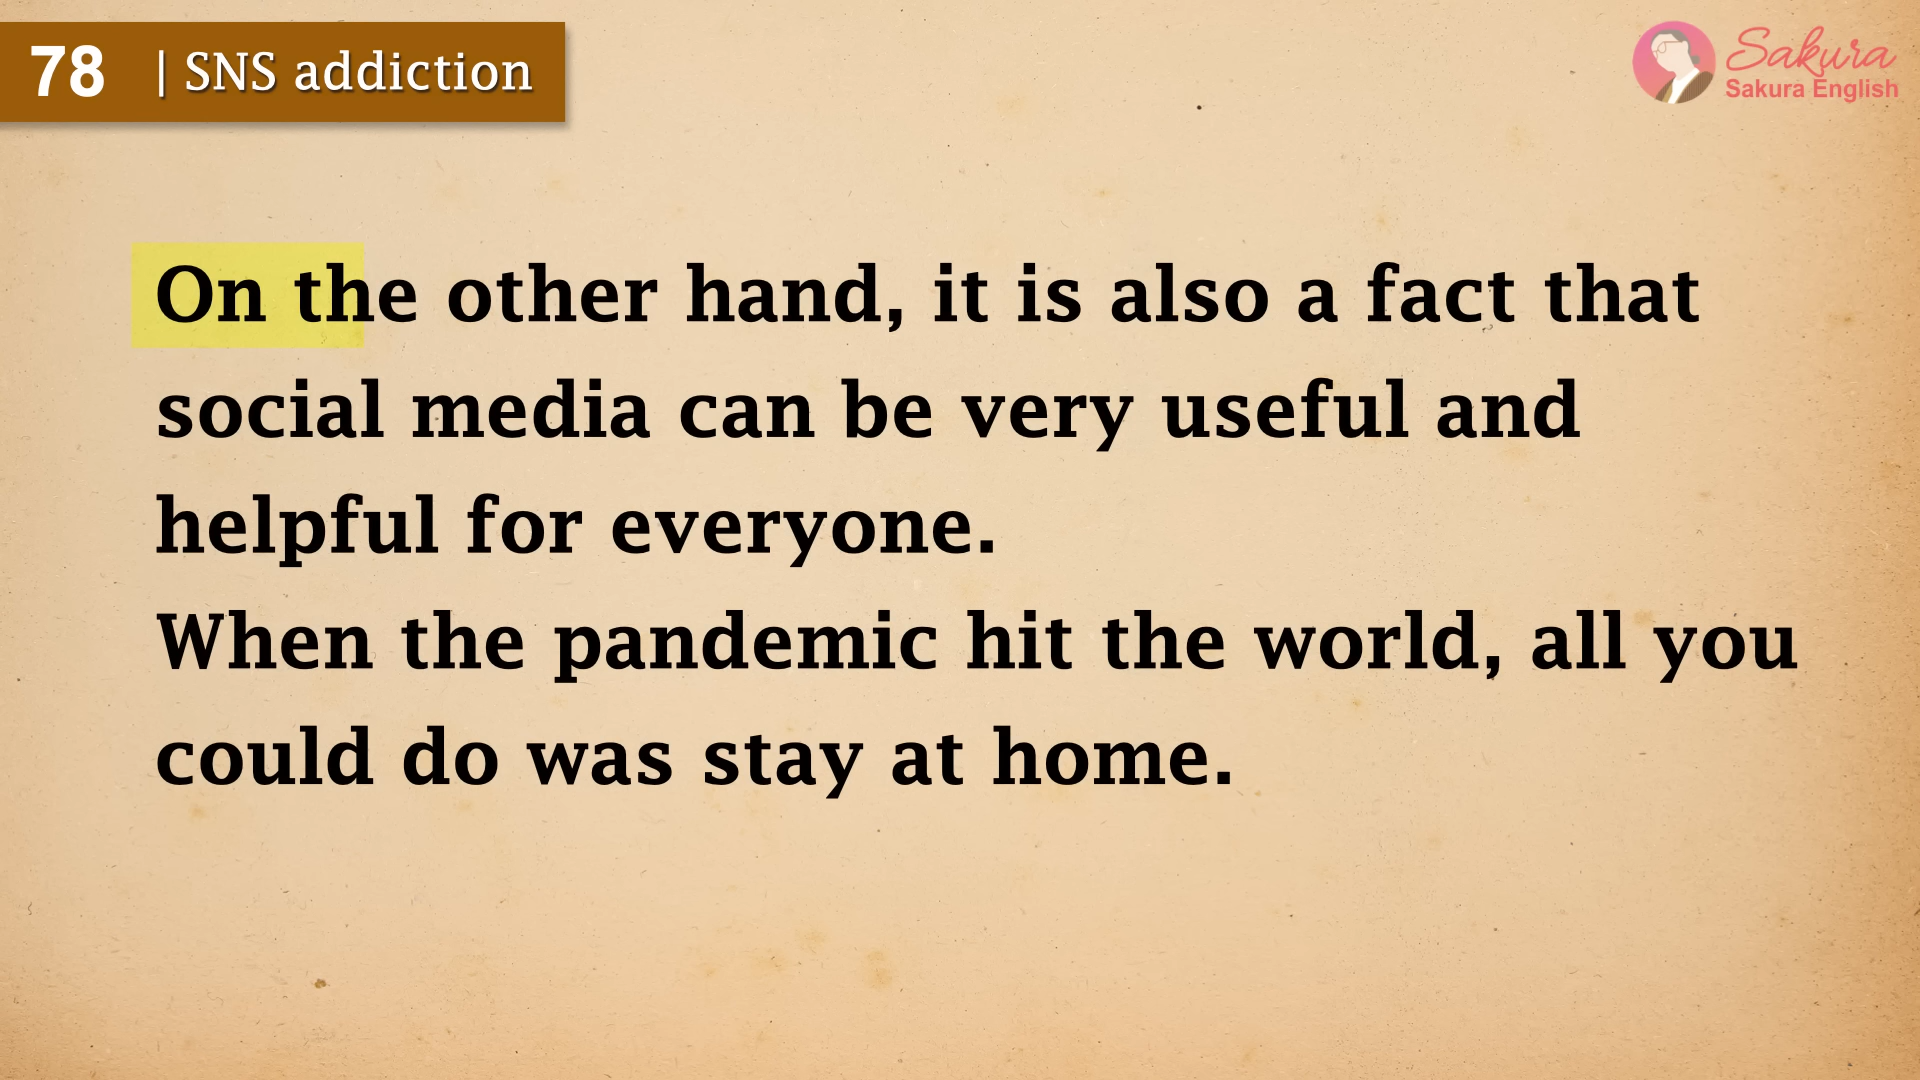 78 | SNS addiction
Sakura
Sakura English
On the other hand, it is also a fact that
social media can be very useful and
helpful for everyone.
When the pandemic hit the world, all you
could do was stay at home.